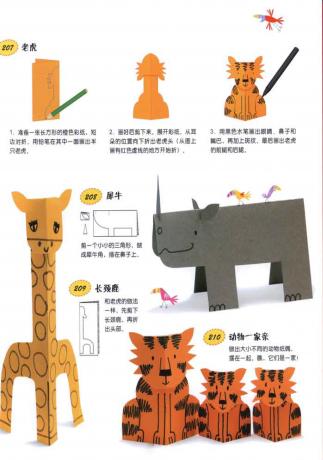 207 老虎
1. 准备一张长方形的橙色彩纸，短
边对折，用铅笔在其中一面画出半
只老虎。
2. 画好后剪下来，展开彩纸，从耳
朵的位置向下折出老虎头（从图上
画有红色虚线的地方开始折）。
3. 用黑色水笔画出眼睛、鼻子和
嘴巴，再加上斑纹，最后画出老虎
的前腿和后腿。
208 犀牛
剪一个小小的三角形，做
成犀牛角，插在鼻子上。
209 长颈鹿
和老虎的做法
一样，先剪下
长颈鹿，再折
出头部。
210 动物一家亲
做出大小不同的动物纸偶，
摆在一起，瞧，它们是一家！